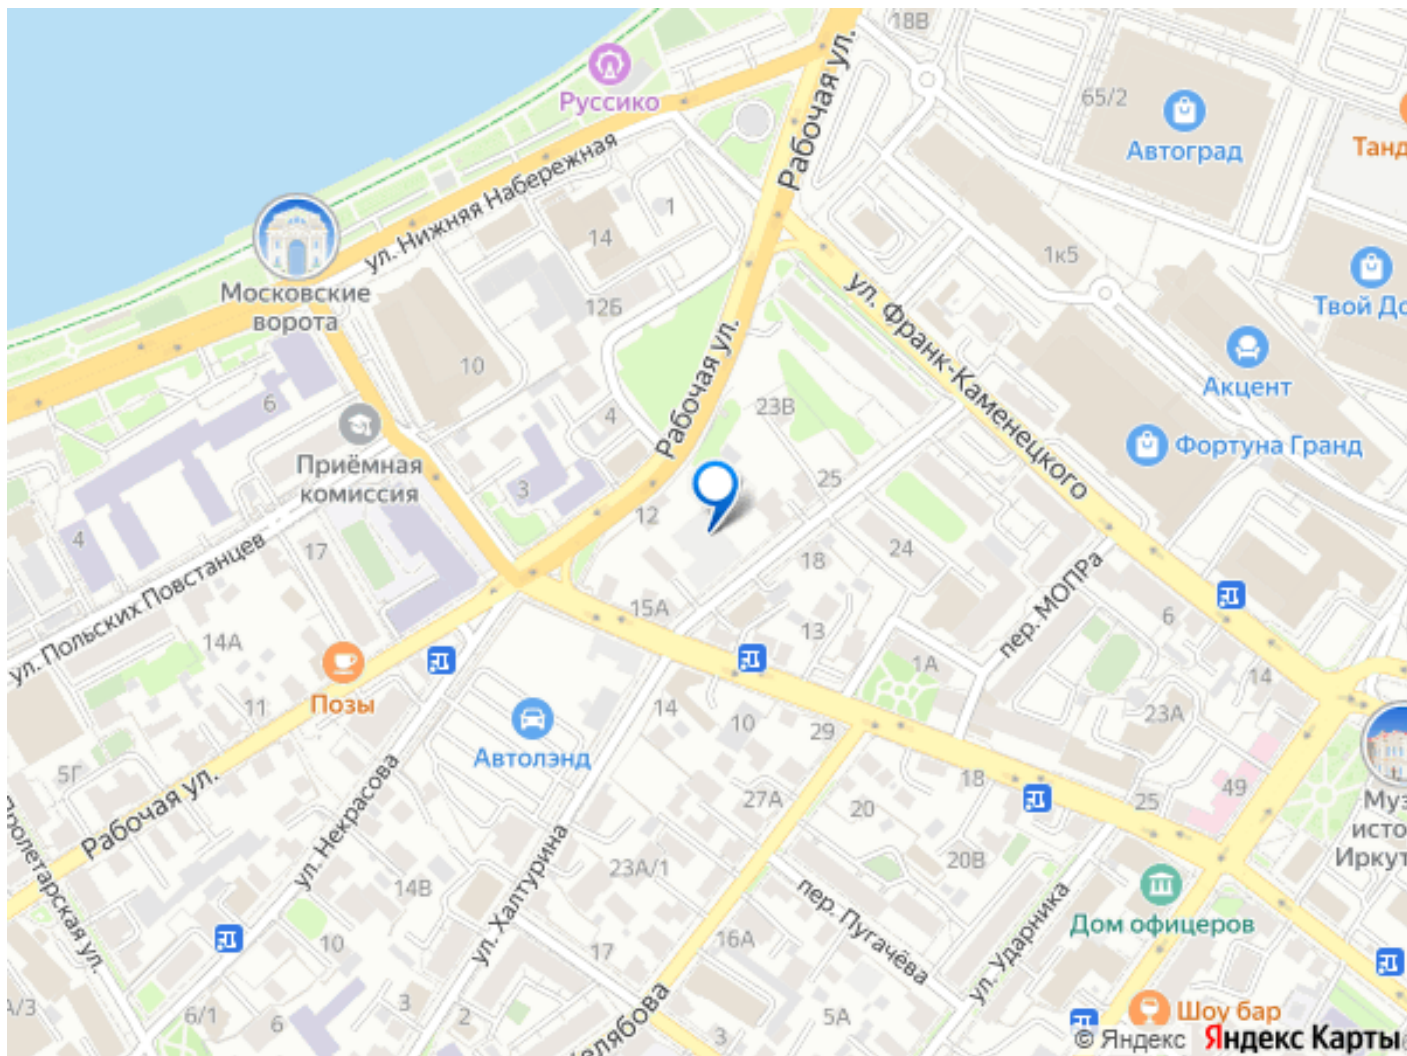 18В
Рабочая ул.
65/2
Автоград
Танд
Руссико
ул. Нижняя Набережная
1
14
12Б
1к5
Твой До
Московские
ворота
ул. Франк-Каменецкого
Рабочая ул.
Акцент
10
6
4
23В
Фортуна Гранд
Приёмная
комиссия
3
25
12
4
17
24
18
ул. Польских Повстанцев
пер. МОПРа
15А
13
6
14А
1А
14
Позы
11
14
10
29
23А
Автолэнд
5Г
Рабочая ул.
ул. Некрасова
27А
20
18
25
49
Муз
исто
Иркут
Пролетарская ул.
ул. Халтурина
23А/1
14В
20В
пер. Пугачёва
ул. Ударника
Дом офицеров
10
17
16А
А/3
6/1
6
3
2
Челябова
5А
Шоу бар
© Яндекс Яндекс Карты